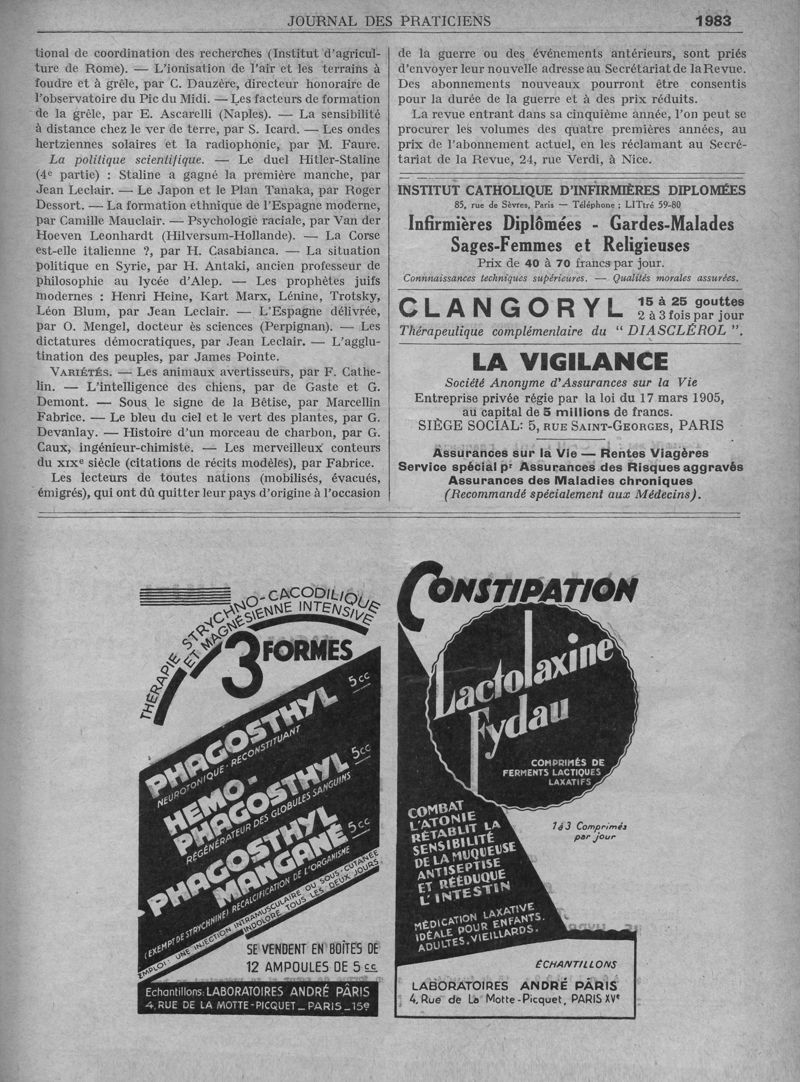 JOURNAL DES PRATICIENS 1983
tional de coordination des recherches (Institut d'agricul-
ture de Rome). — L'ionisation de l'air et les terrains à
foudre et à grêle, par C. Dauzère, directeur honoraire de
l'observatoire du Pic du Midi. — Les facteurs de formation
de la grêle, par E. Ascarelli (Naples). — La sensibilité
à distance chez le ver de terre, par S. Icard. — Les ondes
hertziennes solaires et la radiophonie, par M. Faure.
La politique scientifique. — Le duel Hitler-Staline
(4e partie) : Staline a gagné la première manche, par
Jean Leclair. — Le Japon et le Plan Tanaka, par Roger
Dessort. — La formation ethnique de l'Espagne moderne,
par Camille Mauclair. — Psychologie raciale, par Van der
Hoeven Leonhardt (Hilversum-Hollande). — La Corse
est-elle italienne ?, par H. Casabianca. — La situation
politique en Syrie, par H. Antaki, ancien professeur de
philosophie au lycée d'Alep. — Les prophètes juifs
modernes : Henri Heine, Kart Marx, Lénine, Trotsky,
Léon Blum, par Jean Leclair. — L'Espagne délivrée,
par O. Mengel, docteur ès sciences (Perpignan). — Les
dictatures démocratiques, par Jean Leclair. — L'agglu-
tination des peuples, par James Pointe.
VARIÉTÉS. — Les animaux avertisseurs, par F. Cathe-
lin. — L'intelligence des chiens, par de Gaste et G.
Demont. — Sous le signe de la Bêtise, par Marcellin
Fabrice. — Le bleu du ciel et le vert des plantes, par G.
Devanlay. — Histoire d'un morceau de charbon, par G.
Caux, ingénieur-chimiste. — Les merveilleux conteurs
du XIXe siècle (citations de récits modèles), par Fabrice.
Les lecteurs de toutes nations (mobilisés, évacués,
émigrés), qui ont dû quitter leur pays d'origine à l'occasion
de la guerre ou des événements antérieurs, sont priés
d'envoyer leur nouvelle adresse au Secrétariat de la Revue.
Des abonnements nouveaux pourront être consentis
pour la durée de la guerre et à des prix réduits.
La revue entrant dans sa cinquième année, l'on peut se
procurer les volumes des quatre premières années, au
prix de l'abonnement actuel, en les réclamant au Secré-
tariat de la Revue, 24, rue Verdi, à Nice.
INSTITUT CATHOLIQUE D'INFIRMIÈRES DIPLOMÉES
85, rue de Sèvres, Paris — Téléphone : LITtré 59-80
Infirmières Diplômées - Gardes-Malades
Sages-Femmes et Religieuses
Prix de 40 à 70 francs par jour.
Connnaissances techniques supérieures. — Qualités morales assurées.
CLANGORYL 15 à 25 gouttes
2 à 3 fois par jour
Thérapeutique complémentaire du “ DIASCLÉROL ”.
LA VIGILANCE
Société Anonyme d'Assurances sur la Vie
Entreprise privée régie par la loi du 17 mars 1905,
au capital de 5 millions de francs.
SIÈGE SOCIAL: 5, RUE SAINT-GEORGES, PARIS
Assurances sur la Vie — Rentes Viagères
Service spécial pr Assurances des Risques aggravés
Assurances des Maladies chroniques
(Recommandé spécialement aux Médecins).
THÉRAPIE STRYCHNO-CACODILIQUE
ET MAGNÉSIENNE INTENSIVE
3 FORMES
PHAGOSTHYL 5cc
NEUROTONIQUE-RECONSTITUANT
HEMO-
PHAGOSTHYL 5cc
RÉGÉNÉRATEUR DES GLOBULES SANGUINS
PHAGOSTHYL 5cc
MANGANÉ
(EXEMPT DE STRYCHNINE) RECALCIFICATION DE L'ORGANISME
EMPLOI: UNE INJECTION INTRAMUSCULAIRE OU SOUS-CUTANÉE
INDOLORE TOUS LES DEUX JOURS
SE VENDENT EN BOÎTES DE
12 AMPOULES DE 5 c.c.
Echantillons: LABORATOIRES ANDRÉ PÂRIS
4, RUE DE LA MOTTE-PICQUET _ PARIS _ 15e
CONSTIPATION
Lactolaxine
Fydau
COMPRIMÉS DE
FERMENTS LACTIQUES
LAXATIFS
1 à 3 Comprimés
par jour
COMBAT
L'ATONIE
RÉTABLIT LA
SENSIBILITÉ
DE LA MUQUEUSE
ANTISEPTISE
ET RÉÉDUQUE
L'INTESTIN
MÉDICATION LAXATIVE
IDÉALE POUR ENFANTS.
ADULTES, VIEILLARDS.
ÉCHANTILLONS
LABORATOIRES ANDRÉ PÂRIS
4, Rue de La Motte-Picquet, PARIS XVe